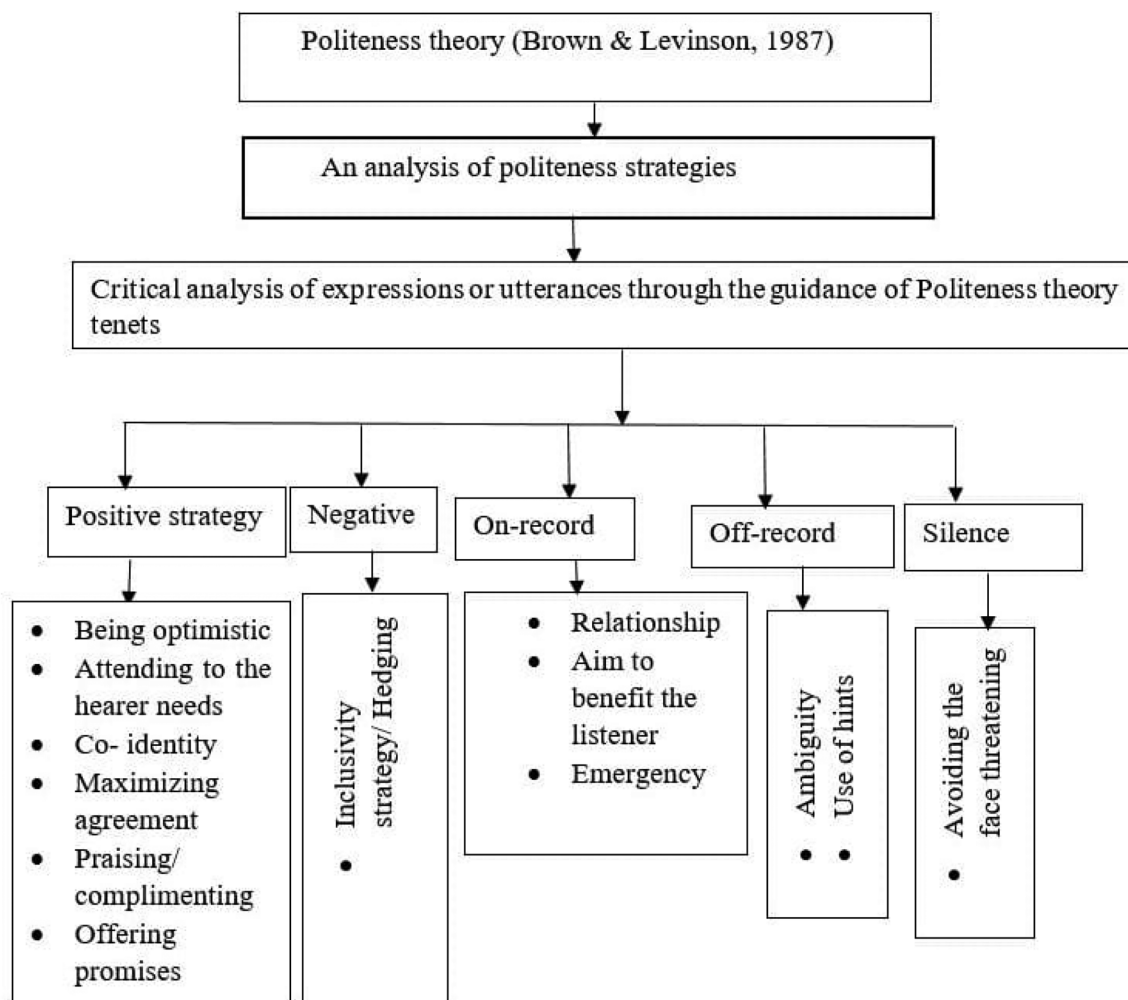 Politeness theory (Brown & Levinson, 1987)
An analysis of politeness strategies
Critical analysis of expressions or utterances through the guidance of Politeness theory
tenets
Positive strategy
Negative
On-record
Off-record
Silence
• Being optimistic
• Attending to the
hearer needs
• Co- identity
• Maximizing
agreement
• Praising/
complimenting
• Offering
promises
• Inclusivity
strategy/ Hedging
• Relationship
• Aim to
benefit the
listener
• Emergency
• Ambiguity
• Use of hints
• Avoiding the
face threatening